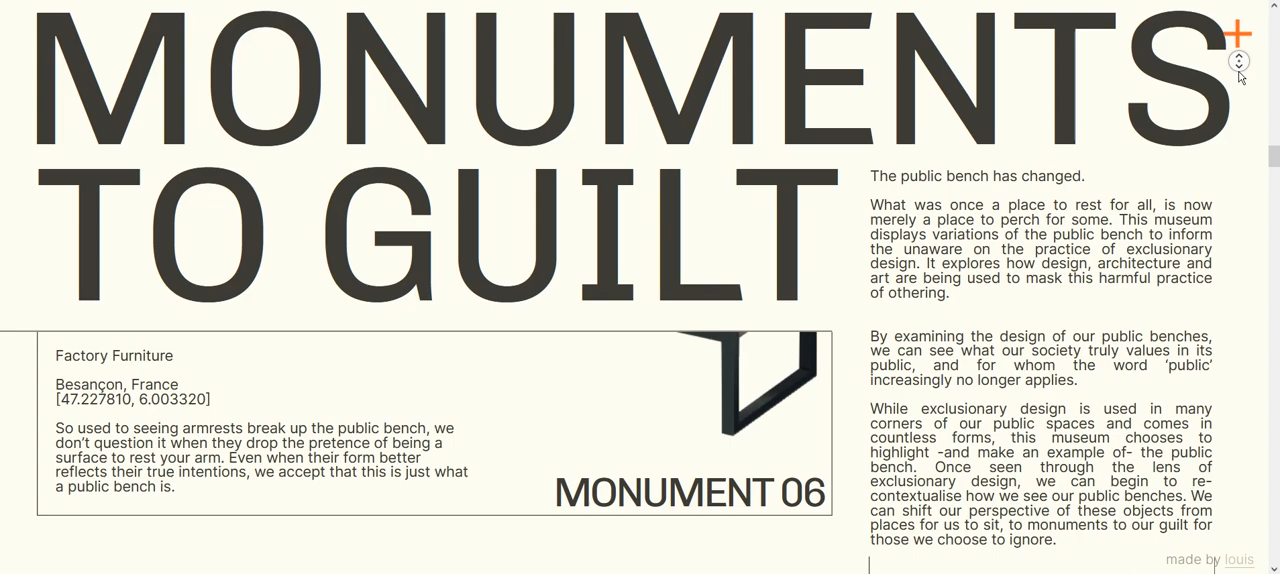 MONUMENTS
TO GUILT
The public bench has changed.
What was once a place to rest for all, is now
merely a place to perch for some. This museum
displays variations of the public bench to inform
the unaware on the practice of exclusionary
design. It explores how design, architecture and
art are being used to mask this harmful practice
of othering.
By examining the design of our public benches,
we can see what our society truly values in its
public, and for whom the word ‘public’
increasingly no longer applies.
While exclusionary design is used in many
corners of our public spaces and comes in
countless forms, this museum chooses to
highlight -and make an example of- the public
bench. Once seen through the lens of
exclusionary design, we can begin to re-
contextualise how we see our public benches. We
can shift our perspective of these objects from
places for us to sit, to monuments to our guilt for
those we choose to ignore.
Factory Furniture
Besançon, France
[47.227810, 6.003320]
So used to seeing armrests break up the public bench, we
don’t question it when they drop the pretence of being a
surface to rest your arm. Even when their form better
reflects their true intentions, we accept that this is just what
a public bench is.
MONUMENT 06
made by louis